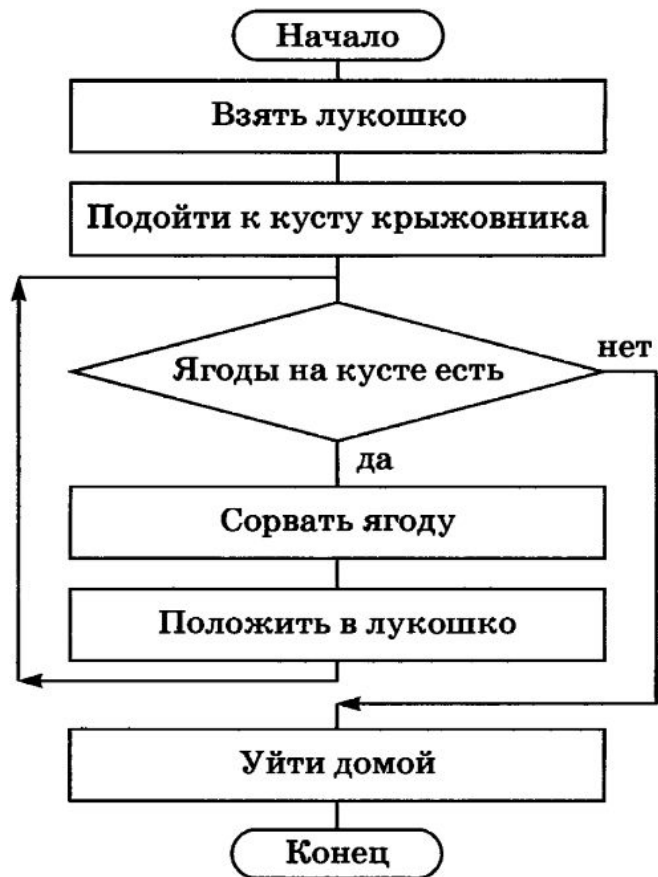 Начало
Взять лукошко
Подойти к кусту крыжовника
Ягоды на кусте есть
нет
да
Сорвать ягоду
Положить в лукошко
Уйти домой
Конец